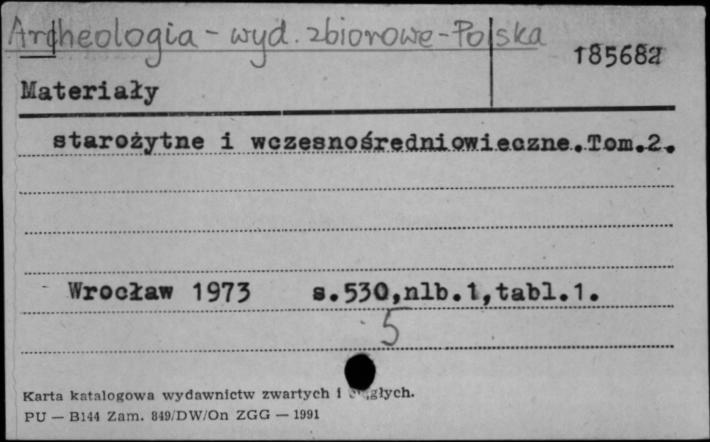 Archeologia - wyd. zbiorowe - Polska
185682
Materiały
starożytne i wczesnośredniowieczne.Tom.2.
Wrocław 1973 s.530,nlb.1,tabl.1.
5
Karta katalogowa wydawnictw zwartych i ciągłych.
PU — B144 Zam. 849/DW/On ZGG — 1991